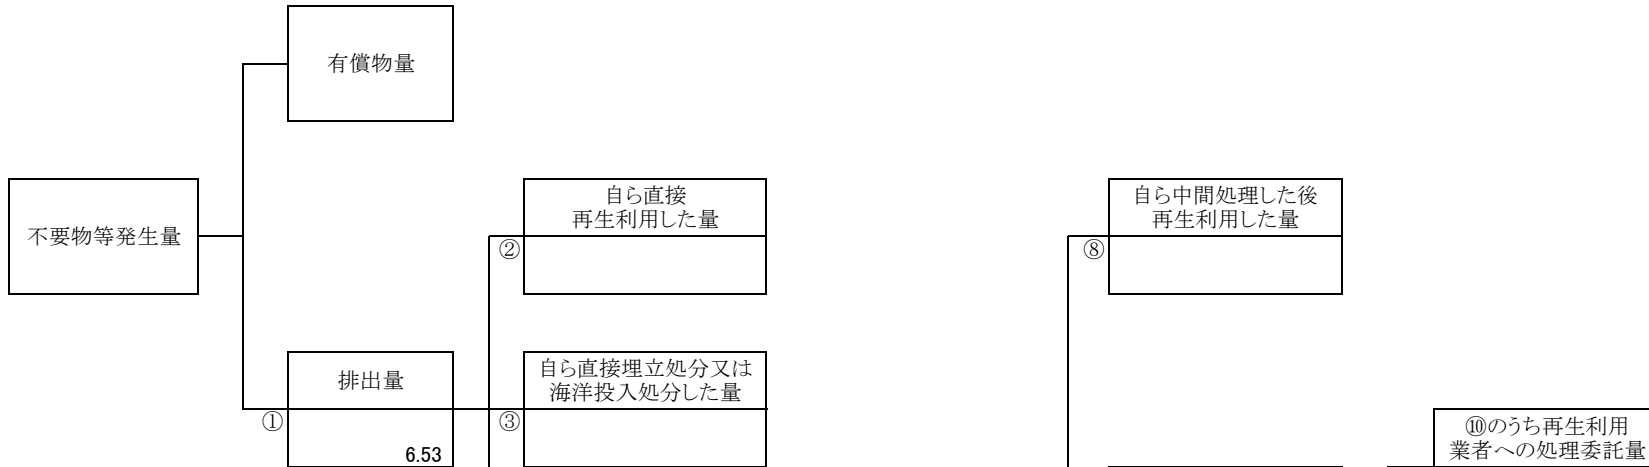 有償物量
不要物等発生量
自ら直接
再生利用した量
②
自ら中間処理した後
再生利用した量
⑧
排出量
①
6.53
自ら直接埋立処分又は
海洋投入処分した量
③
⑩のうち再生利用
業者への処理委託量